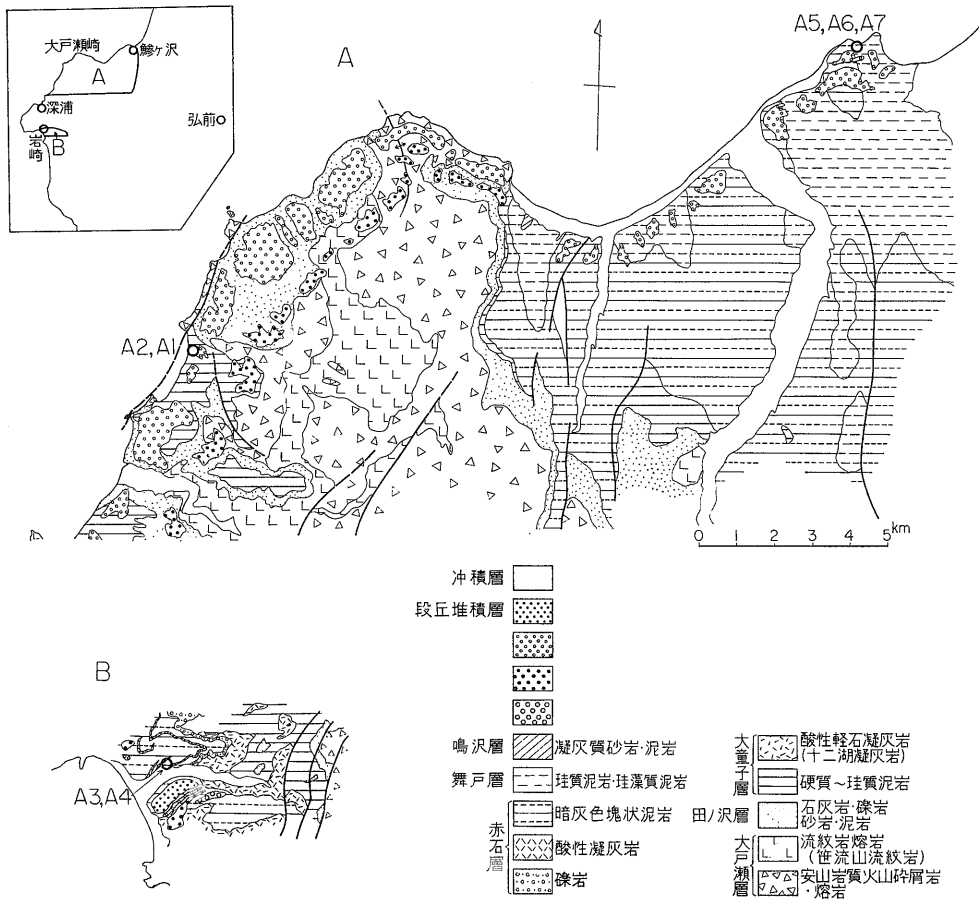 大戸瀬崎
鰺ヶ沢
A
深浦
弘前
岩崎
B
A
A5,A6,A7
A2,A1
0 1 2 3 4 5 km
B
A3,A4
冲積層
段丘堆積層
鳴沢層 凝灰質砂岩·泥岩
舞戸層 珪質泥岩·珪藻質泥岩
赤石層
暗灰色塊状泥岩
酸性凝灰岩
礫岩
大童子層
酸性軽石凝灰岩
(十二湖凝灰岩)
硬質~珪質泥岩
田ノ沢層
石灰岩·礫岩
砂岩·泥岩
大戸瀬層
流紋岩熔岩
(笹流山流紋岩)
安山岩質火山砕屑岩
·熔岩